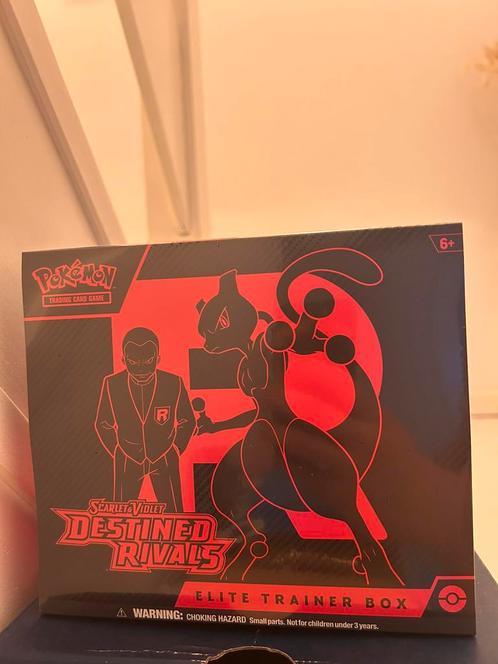 6+
POKÉMON
TRADING CARD GAME
R
SCARLET & VIOLET
DESTINED
RIVALS
ELITE TRAINER BOX
WARNING: CHOKING HAZARD Small parts. Not for children under 3 years.